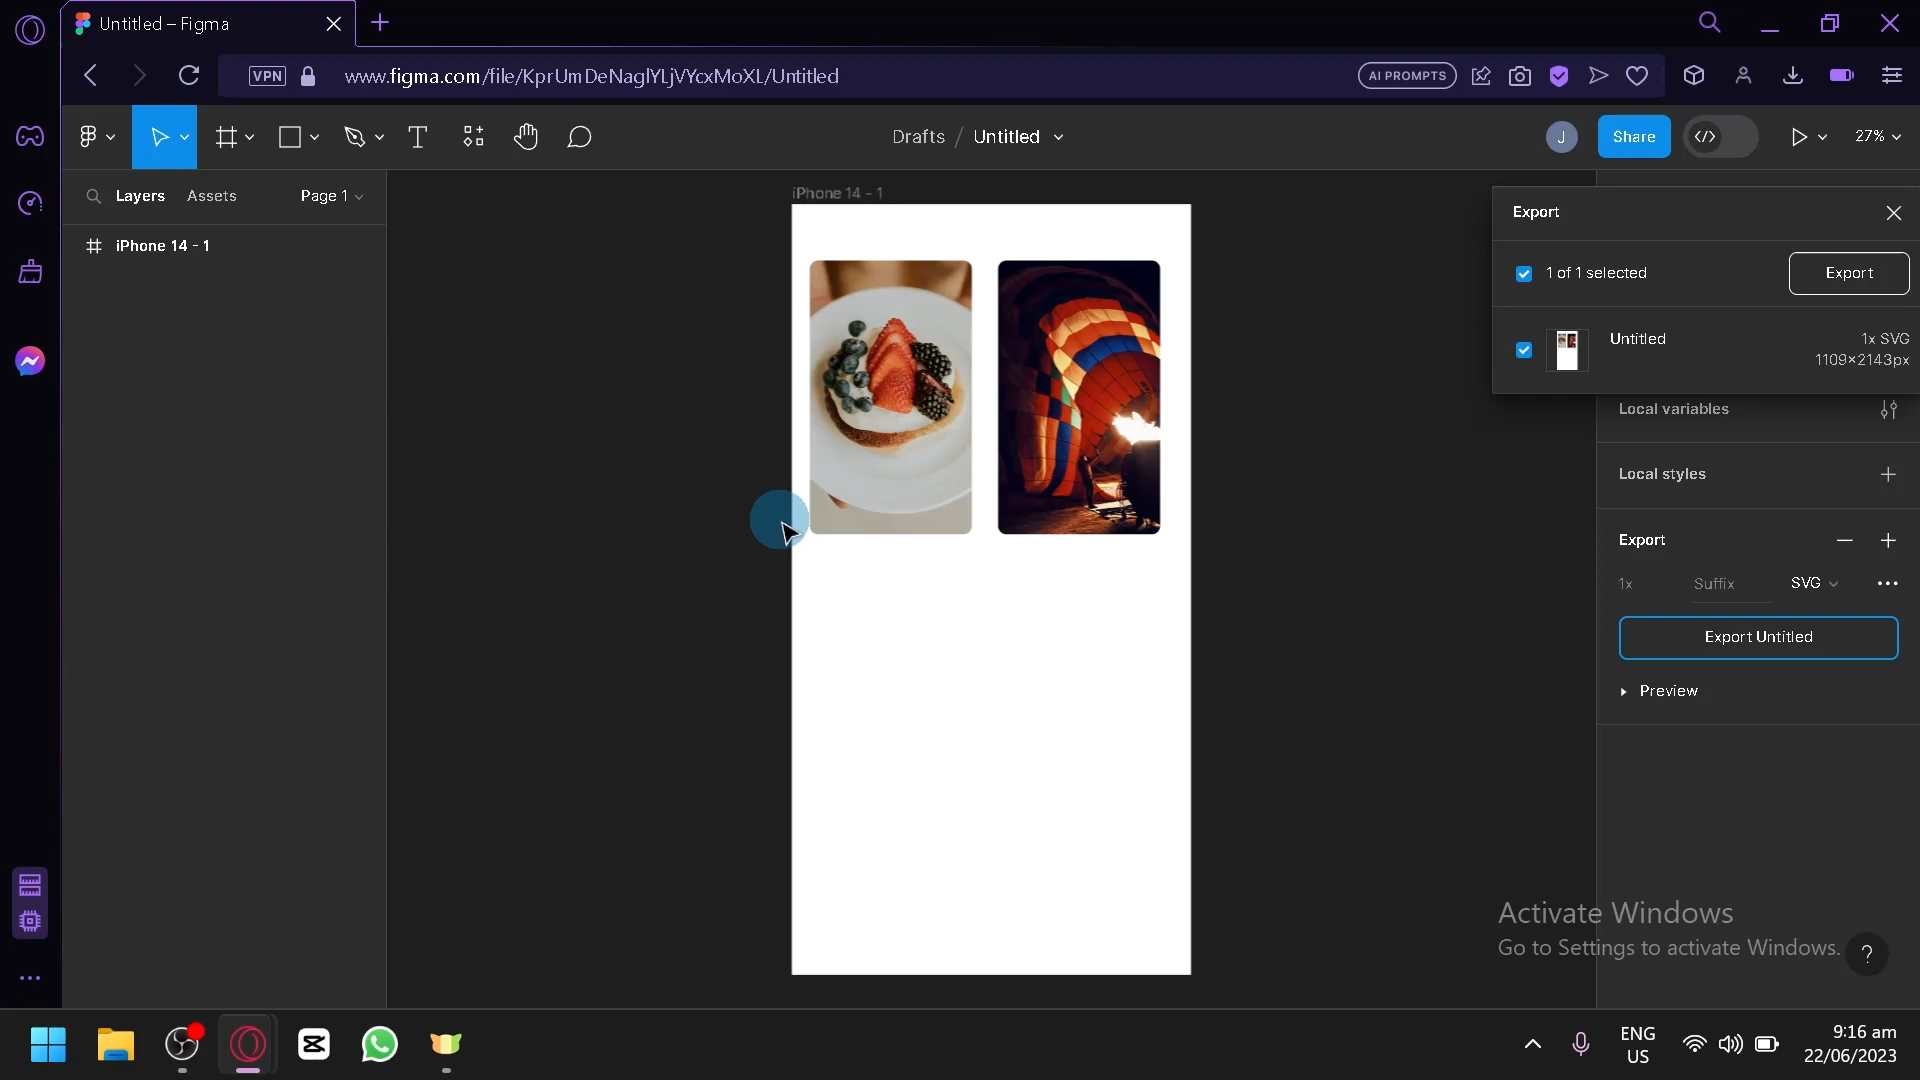 Untitled – Figma
VPN
www.figma.com/file/KprUmDeNaglYLjVYcxMoXL/Untitled
AI PROMPTS
Drafts / Untitled
J
Share
27%
Layers
Assets
Page 1
iPhone 14 - 1
iPhone 14 - 1
Export
1 of 1 selected
Export
Untitled
1x SVG
1109×2143px
Local variables
Local styles
Export
1x
Suffix
SVG
Export Untitled
Preview
Activate Windows
Go to Settings to activate Windows.
?
ENG
US
9:16 am
22/06/2023